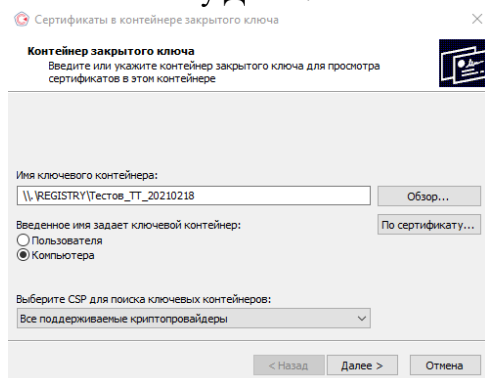 Сертификаты в контейнере закрытого ключа
Контейнер закрытого ключа
Введите или укажите контейнер закрытого ключа для просмотра
сертификатов в этом контейнере
Имя ключевого контейнера:
\\.\REGISTRY\Тестов_ТТ_20210218
Обзор...
Введенное имя задает ключевой контейнер:
По сертификату...
Пользователя
Компьютера
Выберите CSP для поиска ключевых контейнеров:
Все поддерживаемые криптопровайдеры
< Назад
Далее >
Отмена